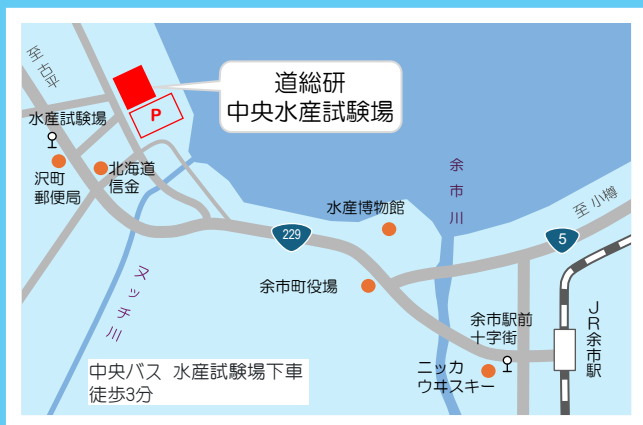 至古平
道総研
中央水産試験場
P
水産試験場
沢町
郵便局
北海道
信金
水産博物館
余市川
至 小樽
229
5
余市町役場
ヌッチ川
余市駅前
十字街
JR余市駅
ニッカ
ウヰスキー
中央バス 水産試験場下車
徒歩3分